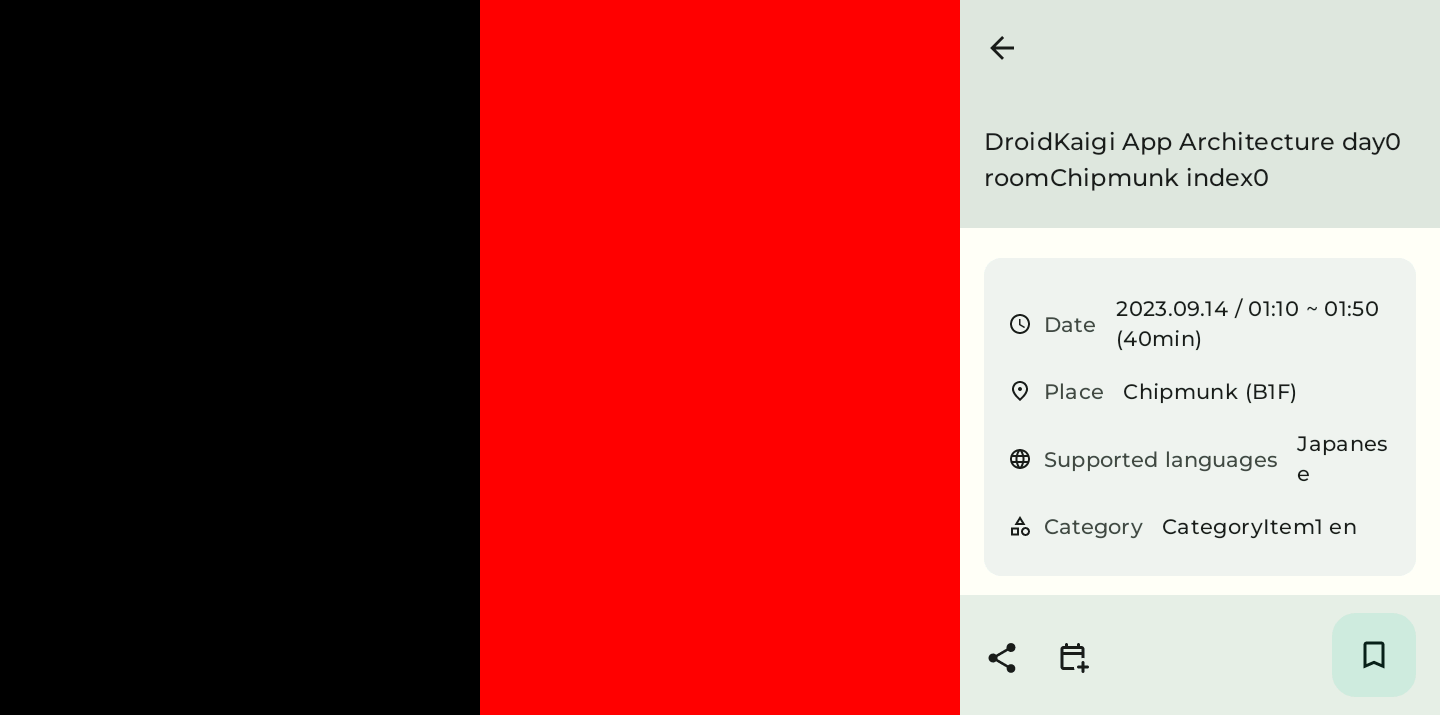 DroidKaigi App Architecture day0
roomChipmunk index0
Date 2023.09.14 / 01:10 ~ 01:50
(40min)
Place Chipmunk (B1F)
Supported languages Japanes
e
Category CategoryItem1 en